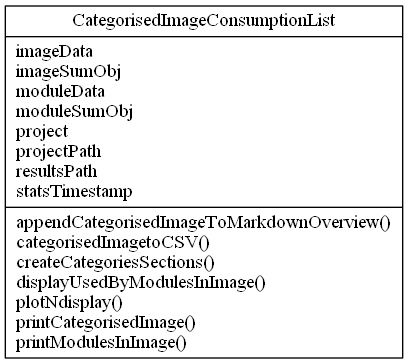 CategorisedImageConsumptionList
imageData
imageSumObj
moduleData
moduleSumObj
project
projectPath
resultsPath
statsTimestamp
appendCategorisedImageToMarkdownOverview()
categorisedImagetoCSV()
createCategoriesSections()
displayUsedByModulesInImage()
plotNdisplay()
printCategorisedImage()
printModulesInImage()